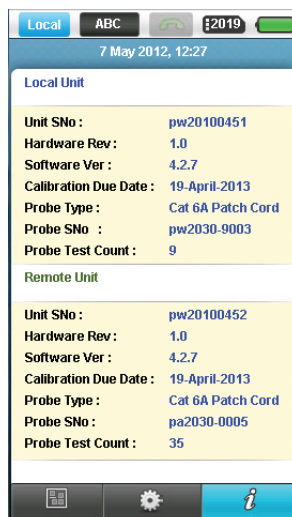 Local ABC 2019
7 May 2012, 12:27
Local Unit
Unit SNo : pw20100451
Hardware Rev : 1.0
Software Ver : 4.2.7
Calibration Due Date : 19-April-2013
Probe Type : Cat 6A Patch Cord
Probe SNo : pw2030-9003
Probe Test Count : 9
Remote Unit
Unit SNo : pw20100452
Hardware Rev : 1.0
Software Ver : 4.2.7
Calibration Due Date : 19-April-2013
Probe Type : Cat 6A Patch Cord
Probe SNo : pa2030-0005
Probe Test Count : 35
i